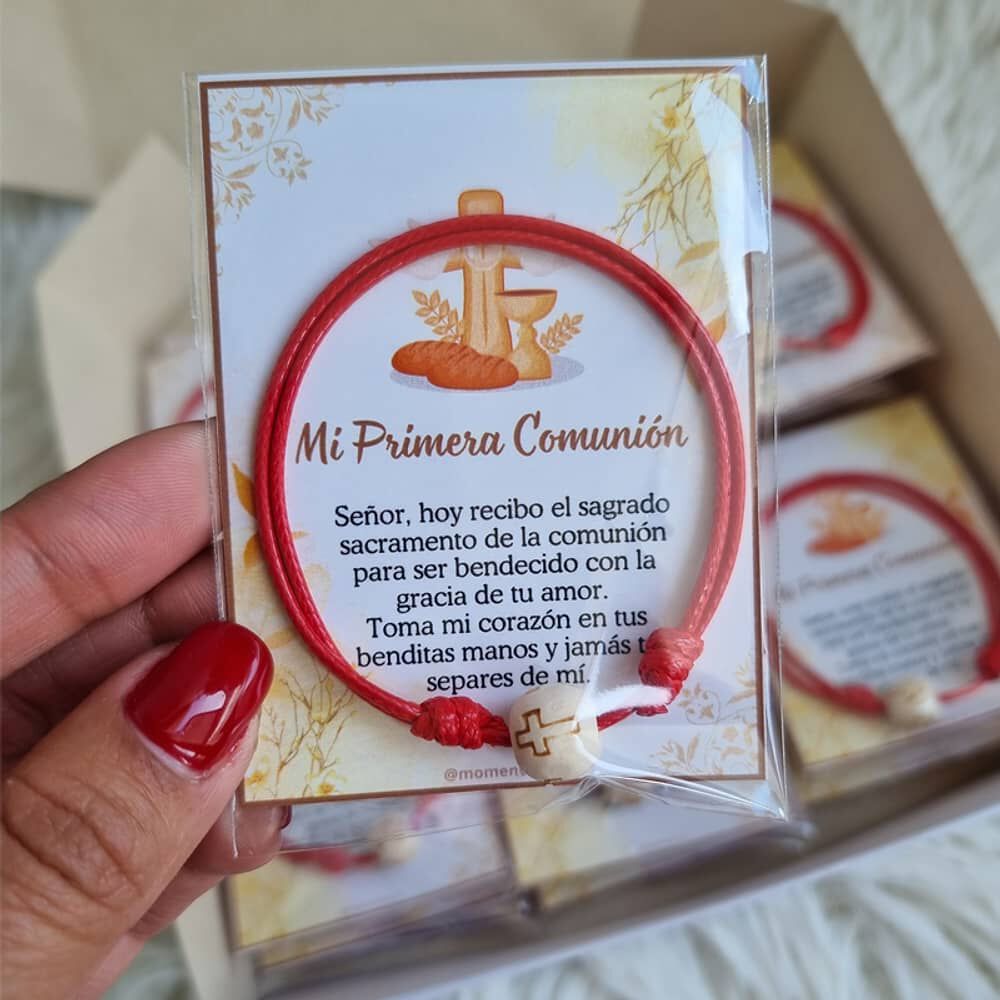 Mi Primera Comunión
Señor, hoy recibo el sagrado
sacramento de la comunión
para ser bendecido con la
gracia de tu amor.
Toma mi corazón en tus
benditas manos y jamás
separes de mí.